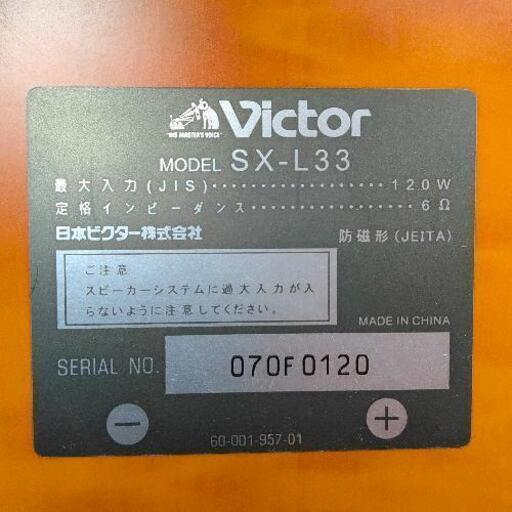 "HIS MASTER'S VOICE" Victor
MODEL SX-L33
最大入力(JIS)・・・・・・・・・・・・・・・・・・・120W
定格インピーダンス・・・・・・・・・・・・・・・・6Ω
日本ビクター株式会社 防磁形(JEITA)
ご注意
スピーカーシステムに過大入力が入
らないように注意してください。
MADE IN CHINA
SERIAL NO. 070F0120
− +
60-001-957-01